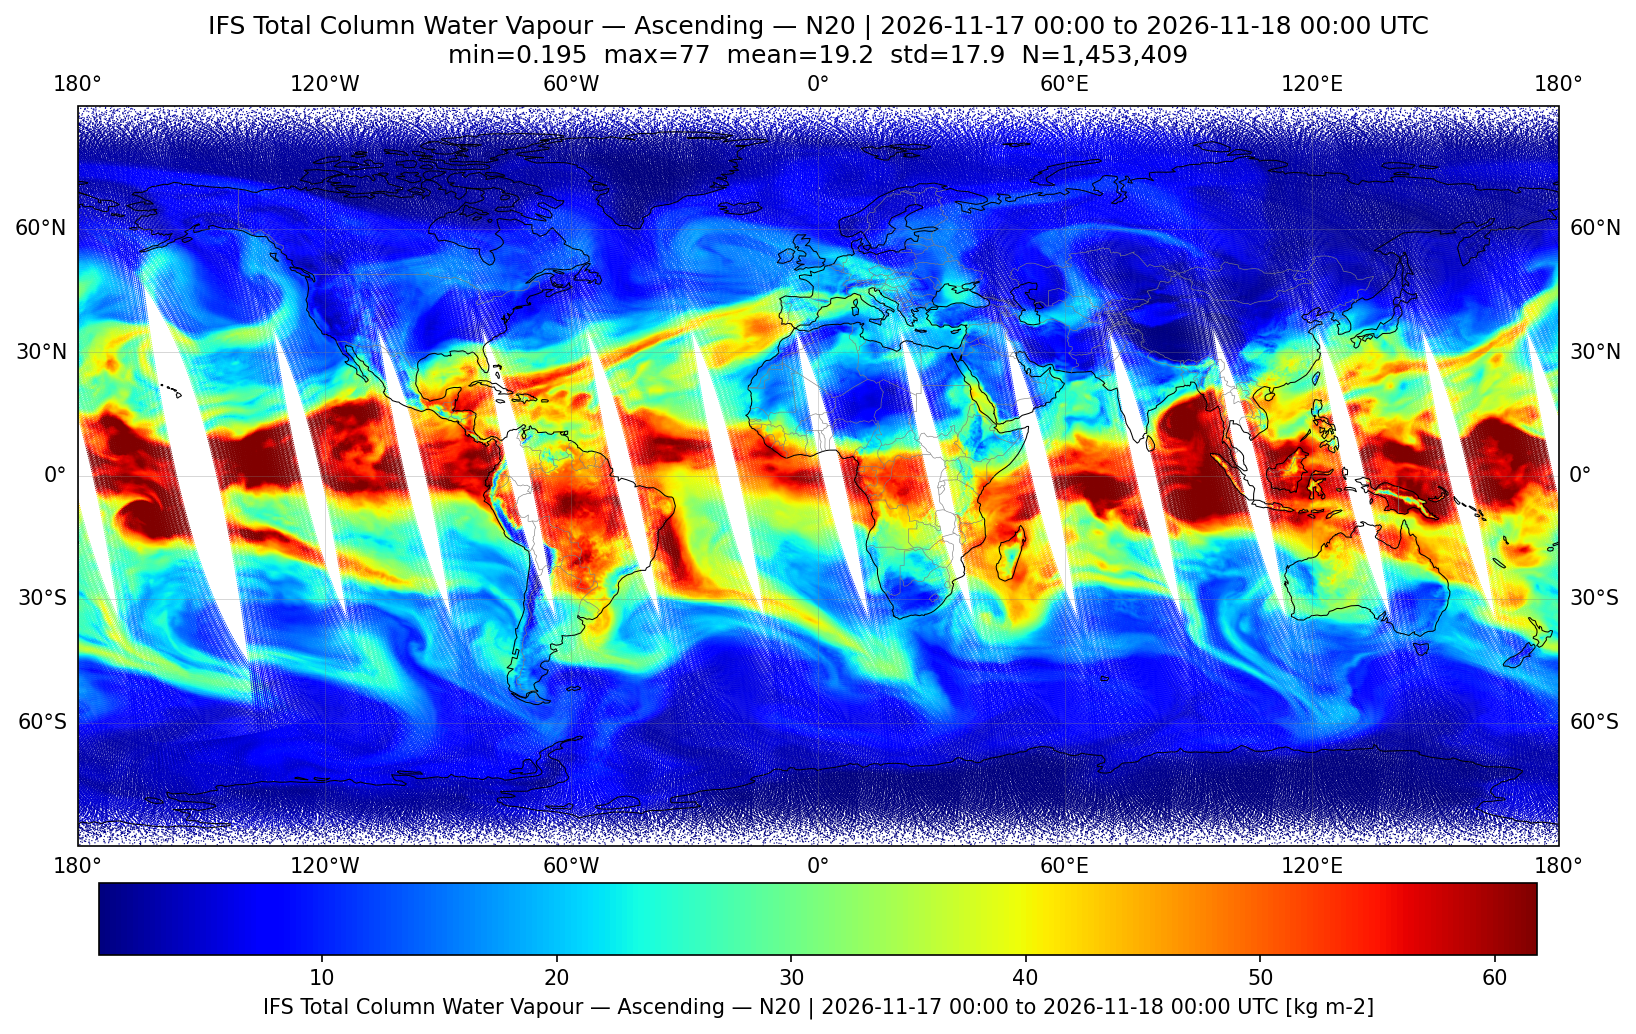 IFS Total Column Water Vapour — Ascending — N20 | 2026-11-17 00:00 to 2026-11-18 00:00 UTC
min=0.195  max=77  mean=19.2  std=17.9  N=1,453,409
180° 120°W 60°W 0° 60°E 120°E 180°
60°N 60°N
30°N 30°N
0° 0°
30°S 30°S
60°S 60°S
180° 120°W 60°W 0° 60°E 120°E 180°
10 20 30 40 50 60
IFS Total Column Water Vapour — Ascending — N20 | 2026-11-17 00:00 to 2026-11-18 00:00 UTC [kg m-2]